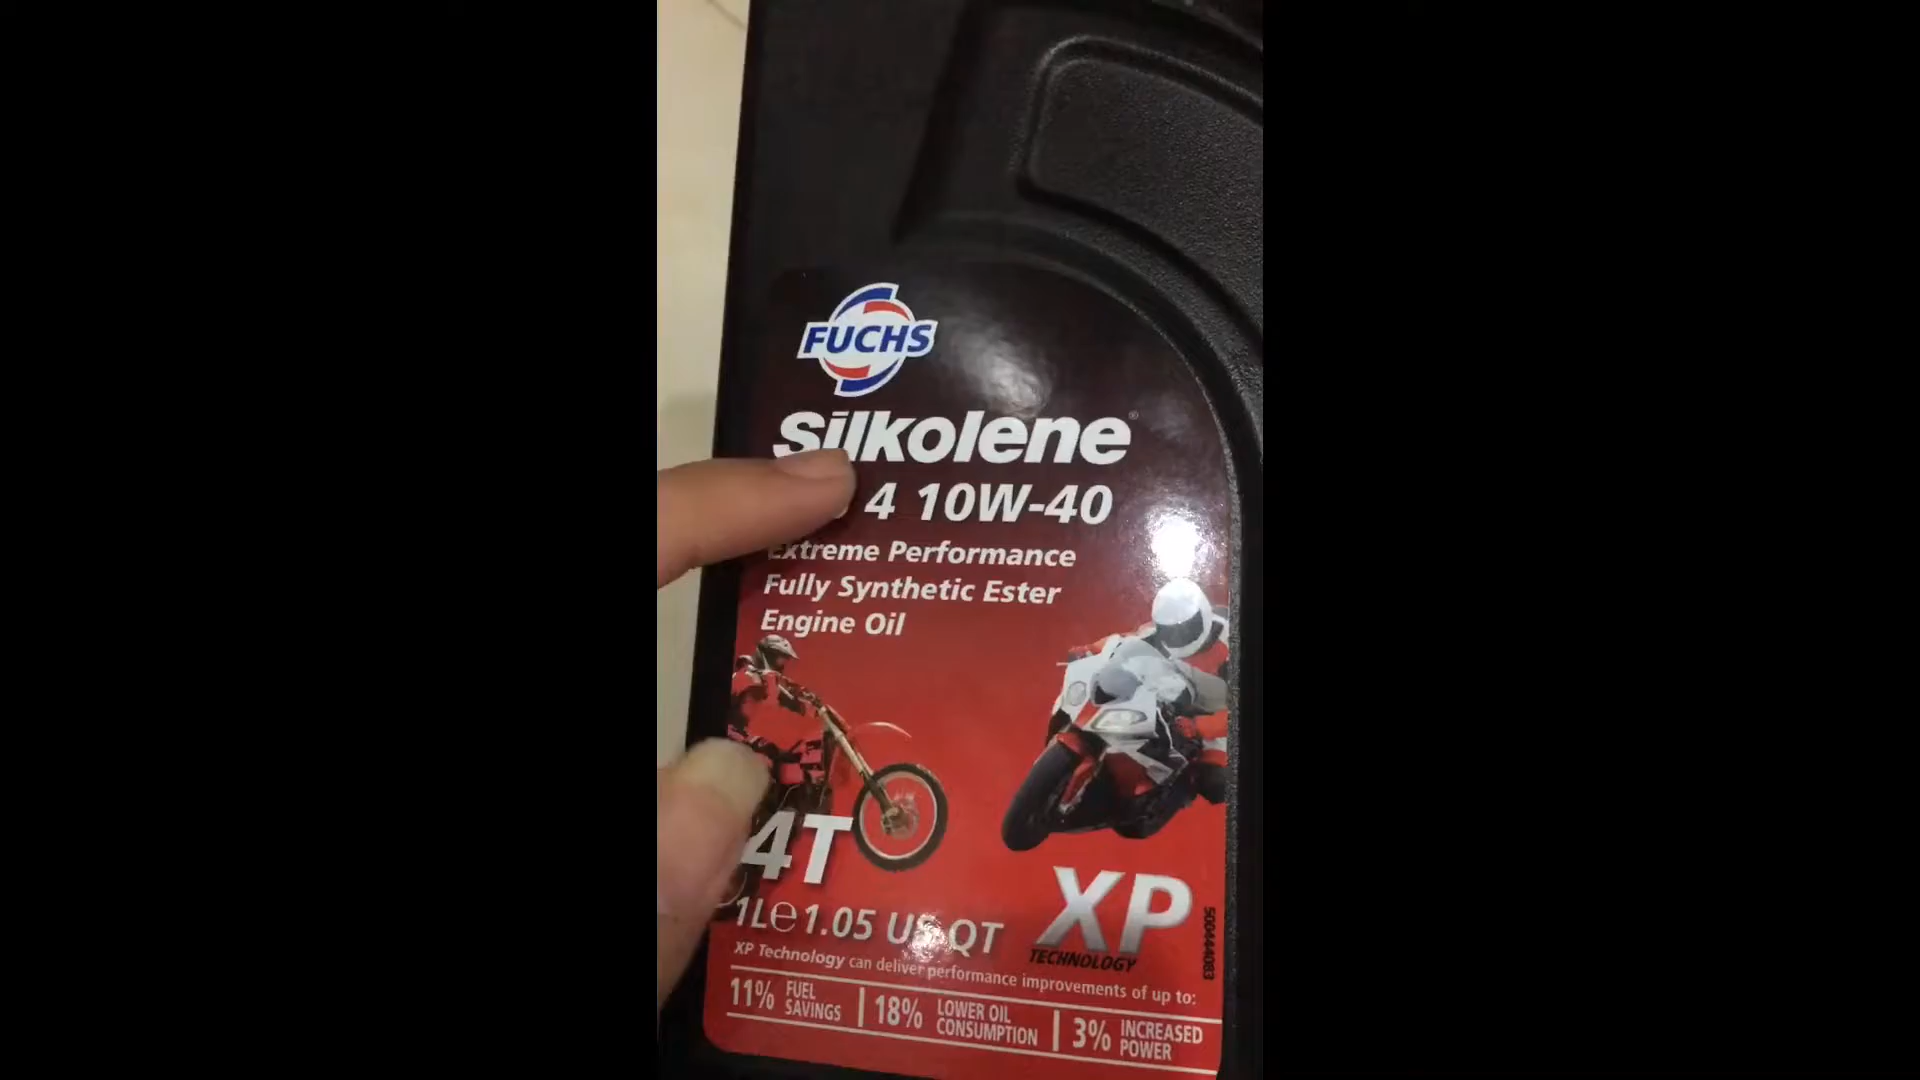 FUCHS
Silkolene®
4 10W-40
Extreme Performance
Fully Synthetic Ester
Engine Oil
4T
XP
TECHNOLOGY
1L℮1.05 US QT
500444083
XP Technology can deliver performance improvements of up to:
11% FUEL SAVINGS
18% LOWER OIL CONSUMPTION
3% INCREASED POWER